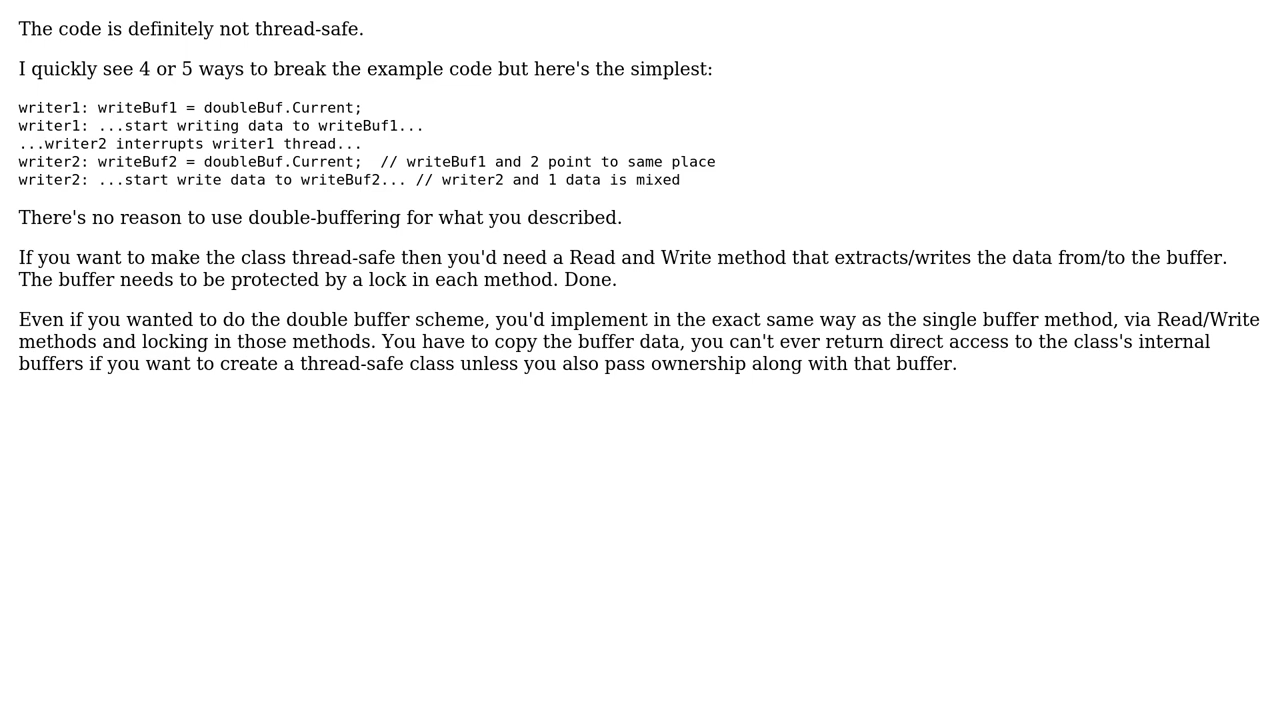 The code is definitely not thread-safe.
I quickly see 4 or 5 ways to break the example code but here's the simplest:
writer1: writeBuf1 = doubleBuf.Current;
writer1: ...start writing data to writeBuf1...
...writer2 interrupts writer1 thread...
writer2: writeBuf2 = doubleBuf.Current;  // writeBuf1 and 2 point to same place
writer2: ...start write data to writeBuf2... // writer2 and 1 data is mixed
There's no reason to use double-buffering for what you described.
If you want to make the class thread-safe then you'd need a Read and Write method that extracts/writes the data from/to the buffer.
The buffer needs to be protected by a lock in each method. Done.
Even if you wanted to do the double buffer scheme, you'd implement in the exact same way as the single buffer method, via Read/Write
methods and locking in those methods. You have to copy the buffer data, you can't ever return direct access to the class's internal
buffers if you want to create a thread-safe class unless you also pass ownership along with that buffer.